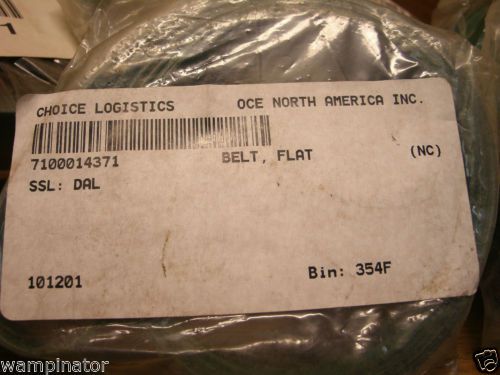 CHOICE LOGISTICS OCE NORTH AMERICA INC.
7100014371 BELT, FLAT (NC)
SSL: DAL
101201 Bin: 354F
wampinator